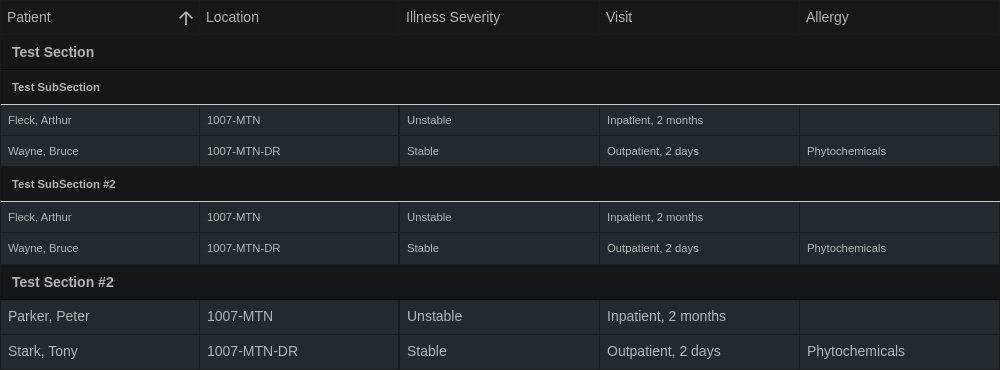 Patient Location Illness Severity Visit Allergy
Test Section
Test SubSection
Fleck, Arthur 1007-MTN Unstable Inpatient, 2 months
Wayne, Bruce 1007-MTN-DR Stable Outpatient, 2 days Phytochemicals
Test SubSection #2
Fleck, Arthur 1007-MTN Unstable Inpatient, 2 months
Wayne, Bruce 1007-MTN-DR Stable Outpatient, 2 days Phytochemicals
Test Section #2
Parker, Peter 1007-MTN Unstable Inpatient, 2 months
Stark, Tony 1007-MTN-DR Stable Outpatient, 2 days Phytochemicals